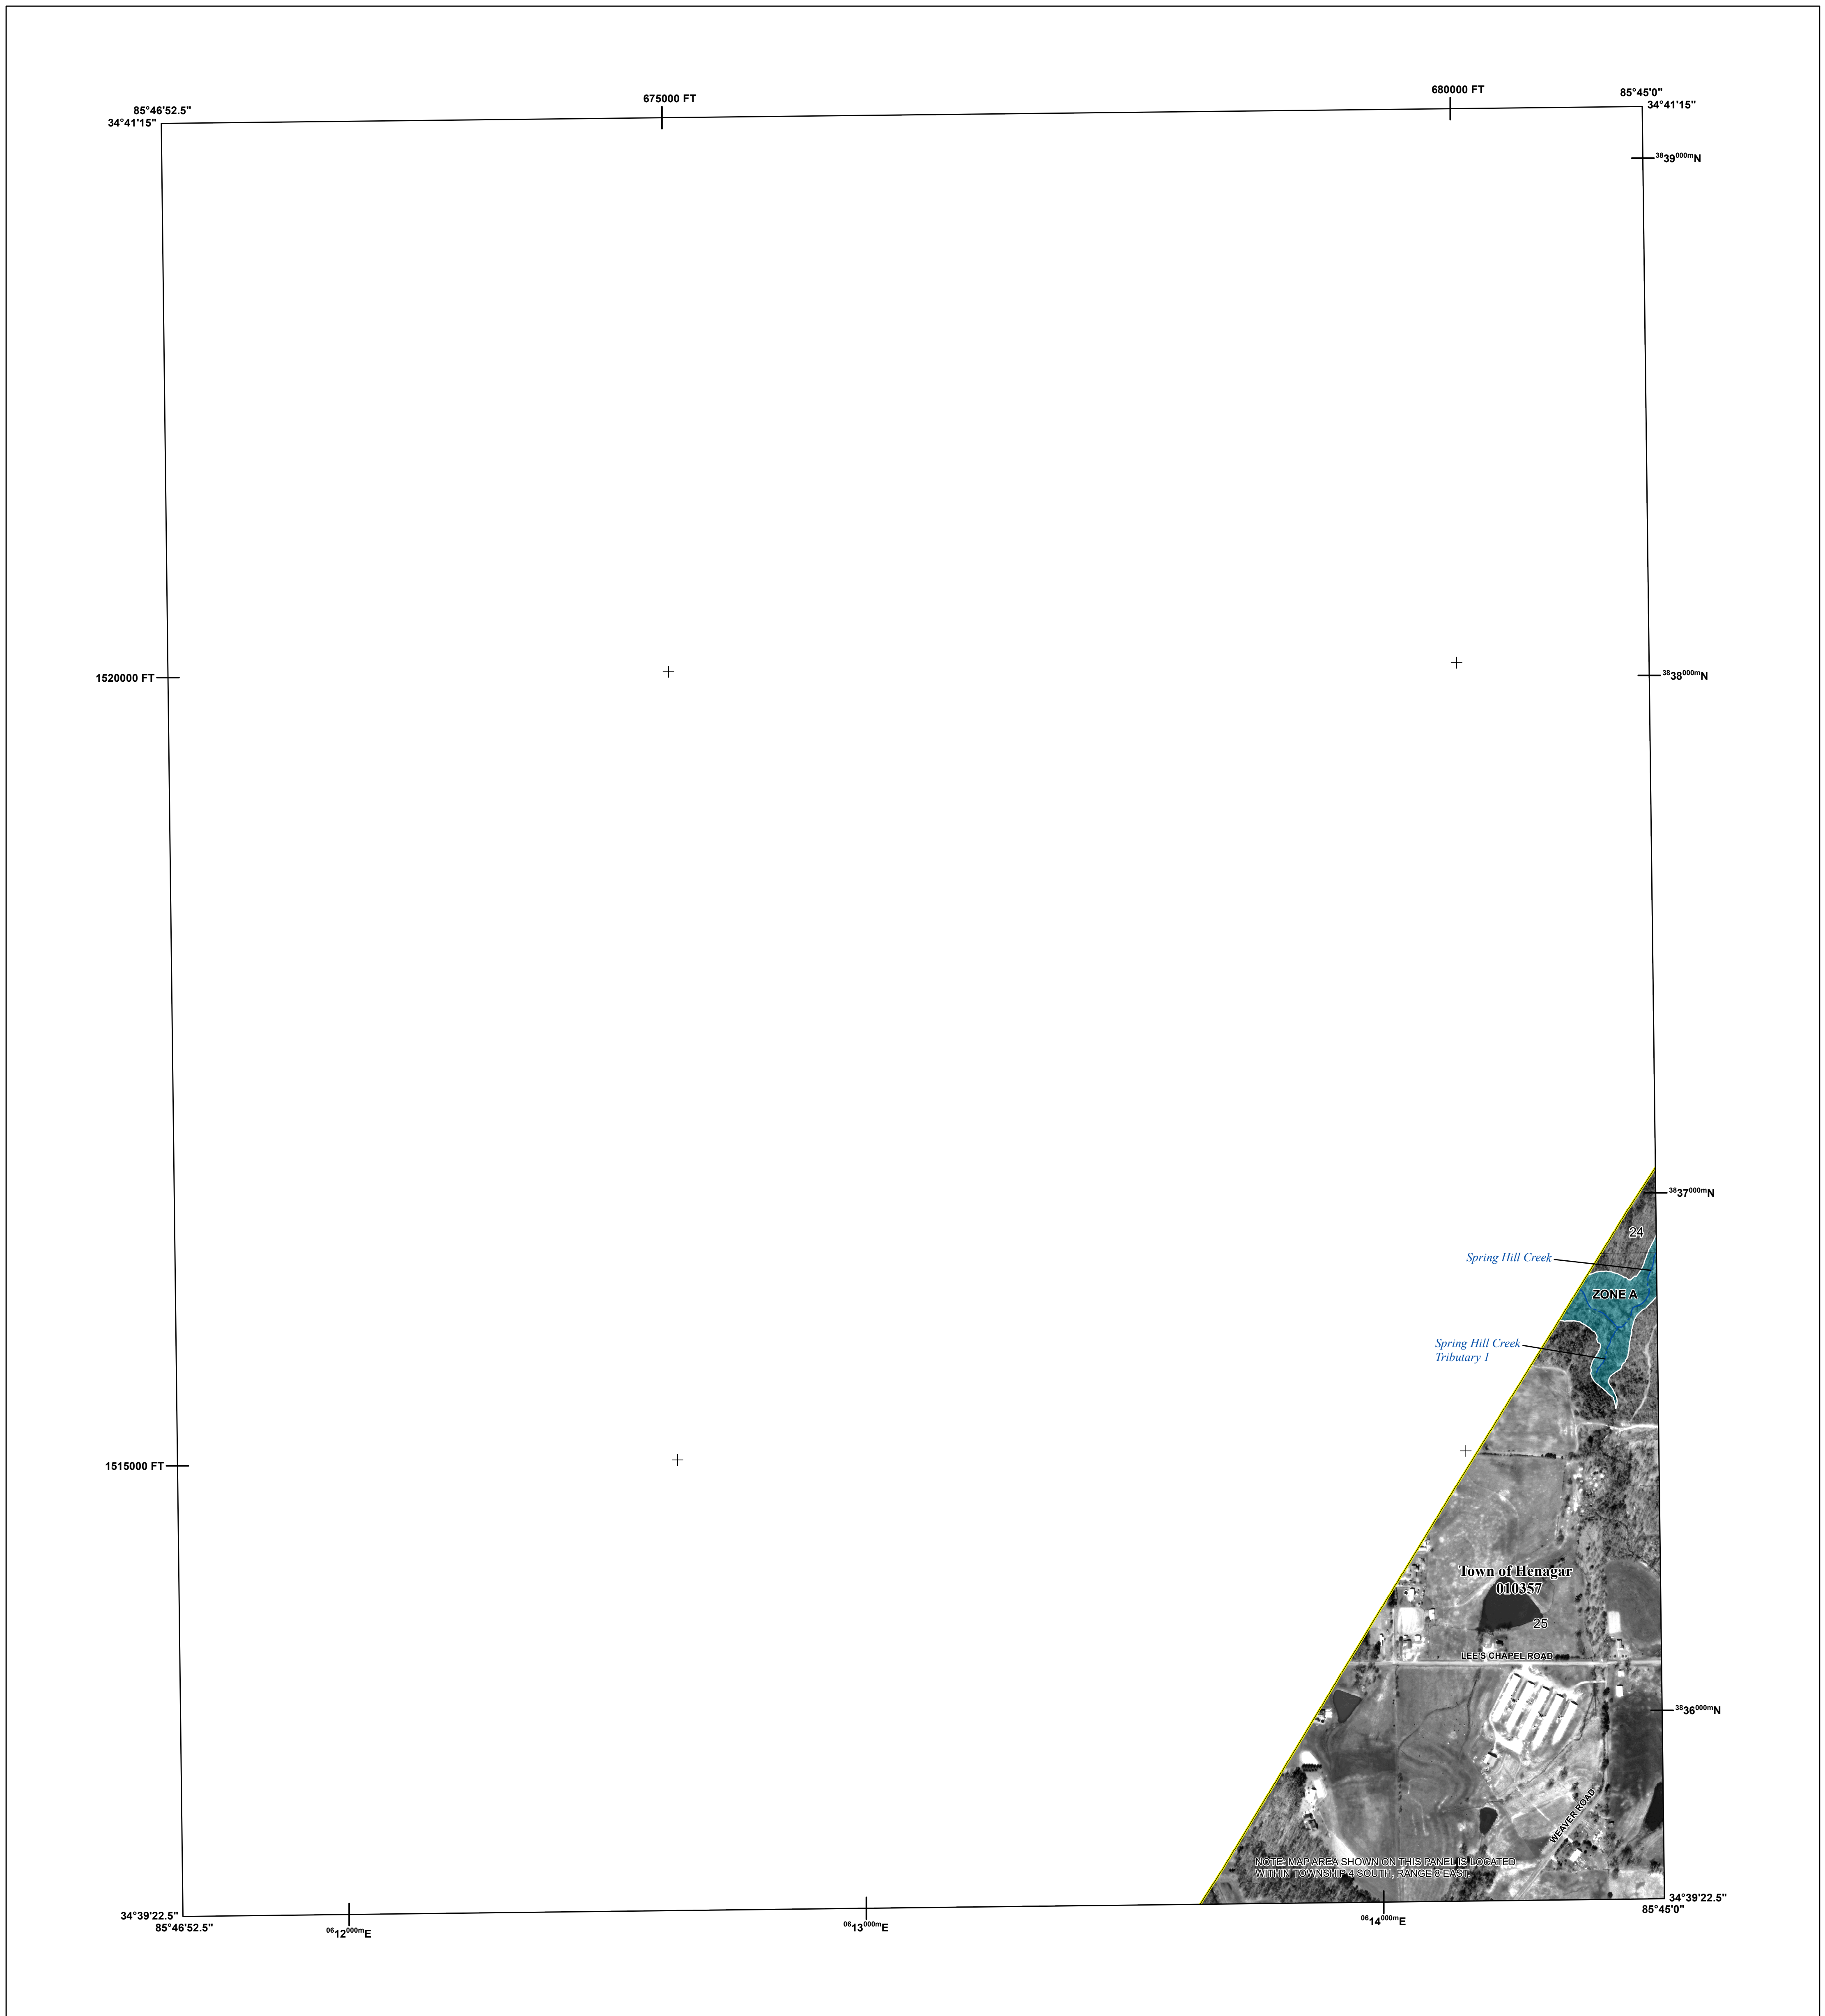 680000 FT
675000 FT
85°45'0"
85°46'52.5"
34°41'15"
34°41'15"
3839000mN
1520000 FT
3838000mN
3837000mN
24
Spring Hill Creek
ZONE A
Spring Hill Creek
Tributary 1
1515000 FT
Town of Henagar
010357
25
LEE'S CHAPEL ROAD
3836000mN
WEAVER ROAD
NOTE: MAP AREA SHOWN ON THIS PANEL IS LOCATED
WITHIN TOWNSHIP 4 SOUTH, RANGE 8 EAST.
34°39'22.5"
34°39'22.5"
85°45'0"
85°46'52.5"
0612000mE
0613000mE
0614000mE